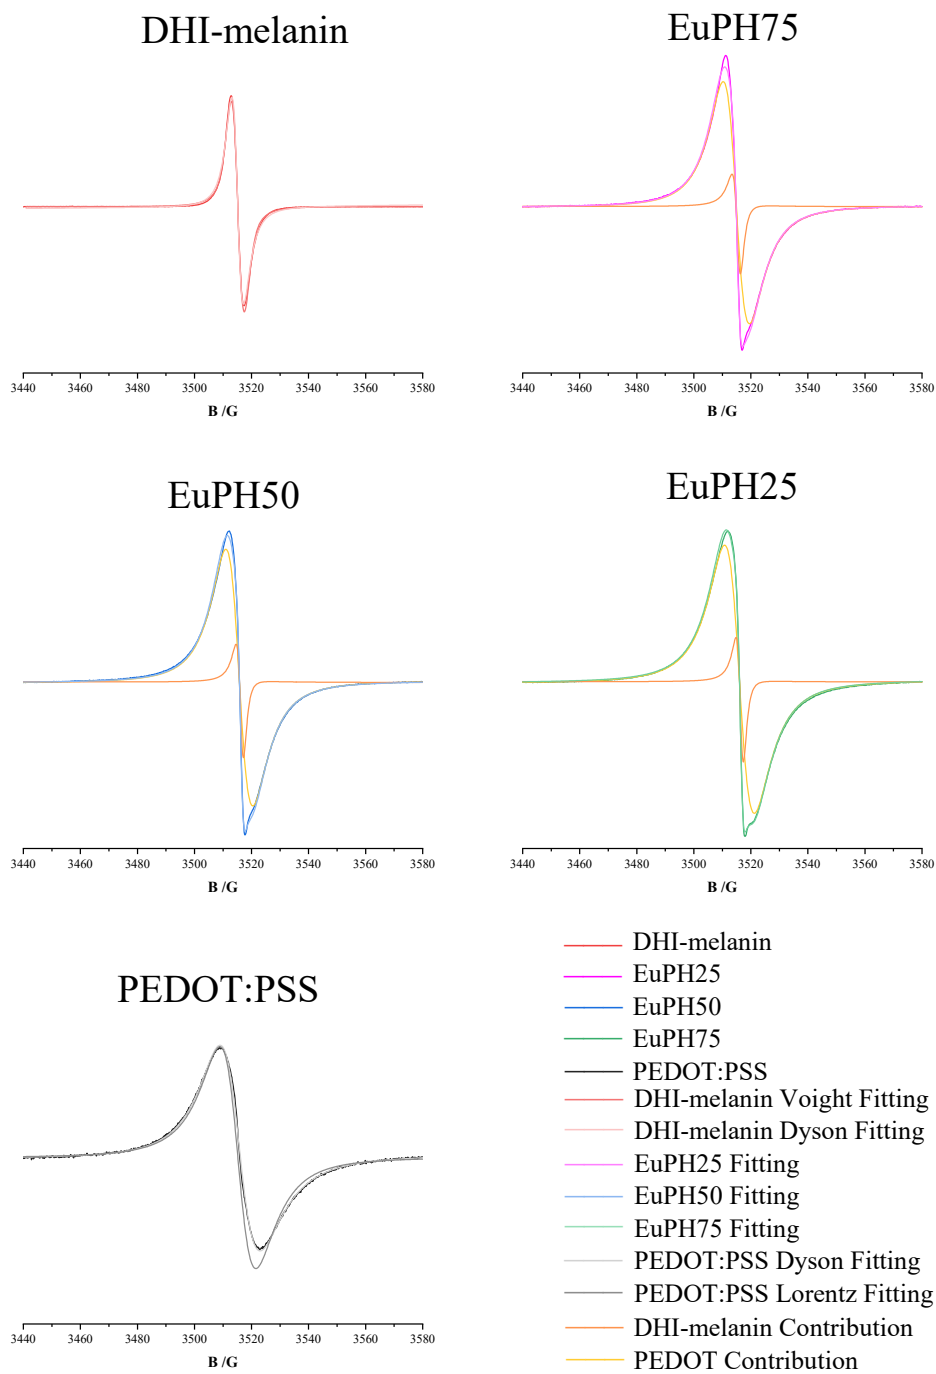 DHI-melanin
EuPH75
3440 3460 3480 3500 3520 3540 3560 3580
B /G
3440 3460 3480 3500 3520 3540 3560 3580
B /G
EuPH50
EuPH25
3440 3460 3480 3500 3520 3540 3560 3580
B /G
3440 3460 3480 3500 3520 3540 3560 3580
B /G
PEDOT:PSS
3440 3460 3480 3500 3520 3540 3560 3580
B /G
DHI-melanin
EuPH25
EuPH50
EuPH75
PEDOT:PSS
DHI-melanin Voight Fitting
DHI-melanin Dyson Fitting
EuPH25 Fitting
EuPH50 Fitting
EuPH75 Fitting
PEDOT:PSS Dyson Fitting
PEDOT:PSS Lorentz Fitting
DHI-melanin Contribution
PEDOT Contribution